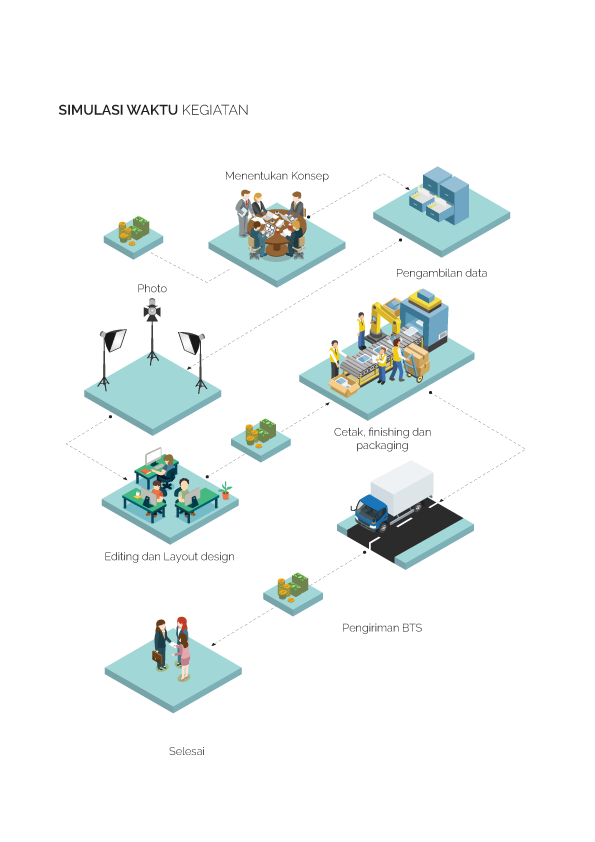 SIMULASI WAKTU KEGIATAN
Menentukan Konsep
Pengambilan data
Photo
Cetak, finishing dan
packaging
Editing dan Layout design
Pengiriman BTS
Selesai